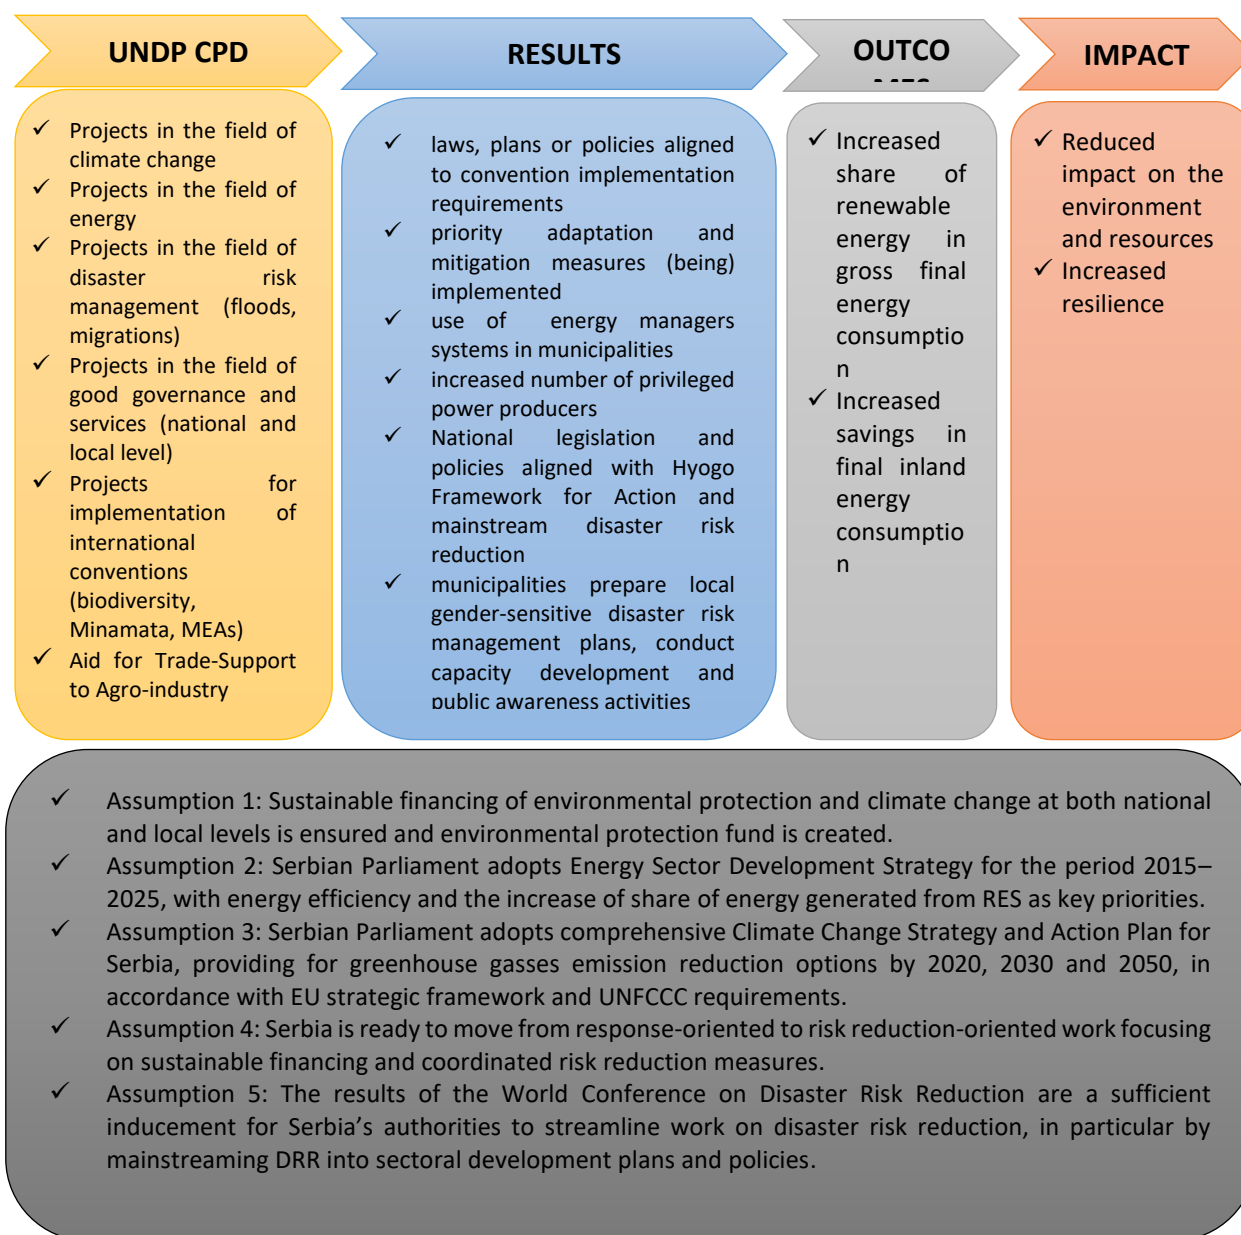 UNDP CPD
RESULTS
OUTCO
MES
IMPACT
✓ Projects in the field of
climate change
✓ Projects in the field of
energy
✓ Projects in the field of
disaster risk
management (floods,
migrations)
✓ Projects in the field of
good governance and
services (national and
local level)
✓ Projects for
implementation of
international
conventions
(biodiversity,
Minamata, MEAs)
✓ Aid for Trade-Support
to Agro-industry
✓ laws, plans or policies aligned
to convention implementation
requirements
✓ priority adaptation and
mitigation measures (being)
implemented
✓ use of energy managers
systems in municipalities
✓ increased number of privileged
power producers
✓ National legislation and
policies aligned with Hyogo
Framework for Action and
mainstream disaster risk
reduction
✓ municipalities prepare local
gender-sensitive disaster risk
management plans, conduct
capacity development and
public awareness activities
✓ Increased
share of
renewable
energy in
gross final
energy
consumptio
n
✓ Increased
savings in
final inland
energy
consumptio
n
✓ Reduced
impact on the
environment
and resources
✓ Increased
resilience
✓ Assumption 1: Sustainable financing of environmental protection and climate change at both national
and local levels is ensured and environmental protection fund is created.
✓ Assumption 2: Serbian Parliament adopts Energy Sector Development Strategy for the period 2015–
2025, with energy efficiency and the increase of share of energy generated from RES as key priorities.
✓ Assumption 3: Serbian Parliament adopts comprehensive Climate Change Strategy and Action Plan for
Serbia, providing for greenhouse gasses emission reduction options by 2020, 2030 and 2050, in
accordance with EU strategic framework and UNFCCC requirements.
✓ Assumption 4: Serbia is ready to move from response-oriented to risk reduction-oriented work focusing
on sustainable financing and coordinated risk reduction measures.
✓ Assumption 5: The results of the World Conference on Disaster Risk Reduction are a sufficient
inducement for Serbia’s authorities to streamline work on disaster risk reduction, in particular by
mainstreaming DRR into sectoral development plans and policies.